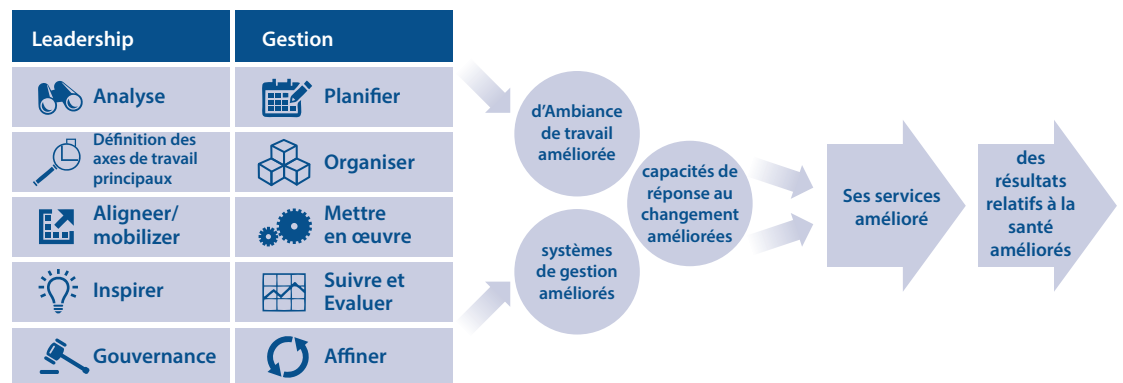 Leadership
Gestion
Analyse
Planifier
Définition des
axes de travail
principaux
Organiser
Aligneer/
mobilizer
Mettre
en œuvre
Inspirer
Suivre et
Evaluer
Gouvernance
Affiner
d'Ambiance
de travail
améliorée
systèmes
de gestion
améliorés
capacités de
réponse au
changement
améliorées
Ses services
amélioré
des
résultats
relatifs à la
santé
améliorés